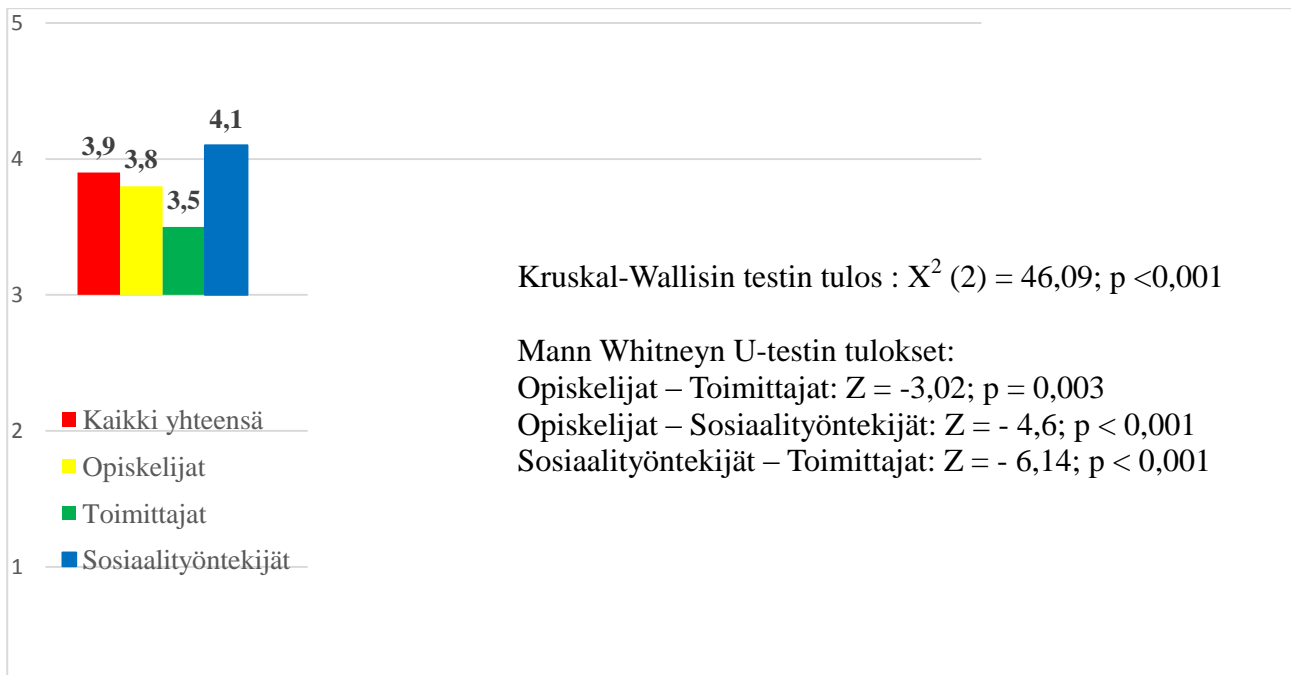 5
4,1
3,9
3,8
4
3,5
Kruskal-Wallisin testin tulos : X² (2) = 46,09; p <0,001
3
Mann Whitneyn U-testin tulokset:
Opiskelijat – Toimittajat: Z = -3,02; p = 0,003
Opiskelijat – Sosiaalityöntekijät: Z = - 4,6; p < 0,001
Sosiaalityöntekijät – Toimittajat: Z = - 6,14; p < 0,001
2
Kaikki yhteensä
Opiskelijat
Toimittajat
Sosiaalityöntekijät
1